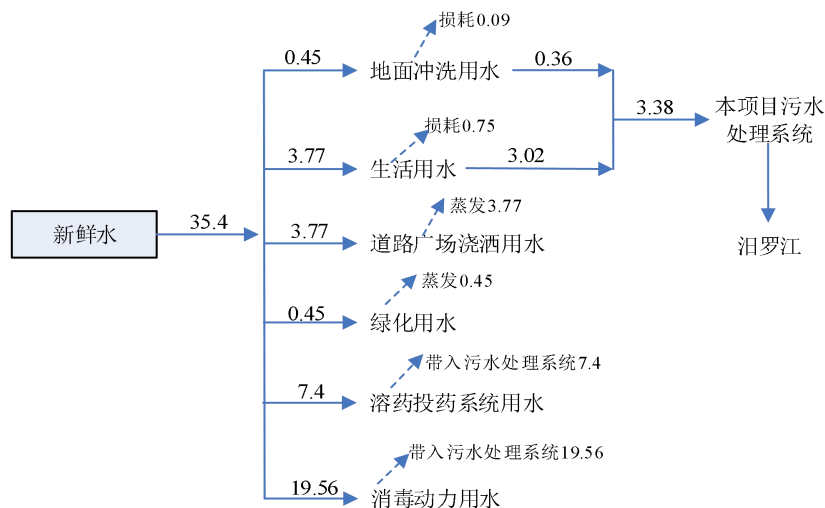 损耗0.09
0.45
地面冲洗用水
0.36
3.38
本项目污水
处理系统
损耗0.75
3.77
生活用水
3.02
新鲜水
35.4
蒸发3.77
3.77
道路广场浇洒用水
汨罗江
蒸发0.45
0.45
绿化用水
带入污水处理系统7.4
7.4
溶药投药系统用水
带入污水处理系统19.56
19.56
消毒动力用水